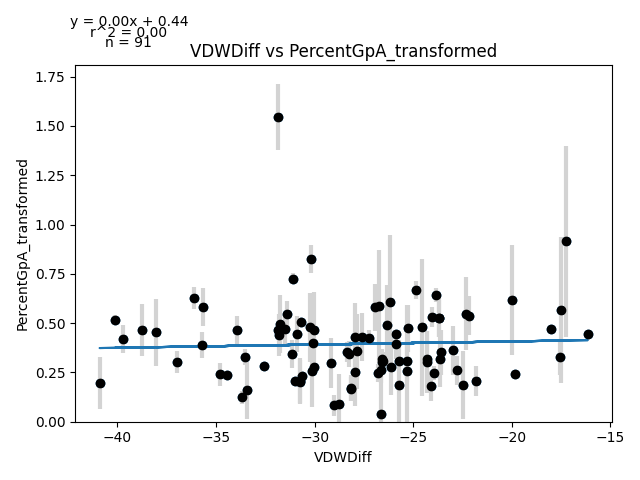 y = 0.00x + 0.44
r^2 = 0.00
n = 91
VDWDiff vs PercentGpA_transformed
1.75
1.50
1.25
1.00
0.75
0.50
0.25
0.00
PercentGpA_transformed
−40 −35 −30 −25 −20 −15
VDWDiff